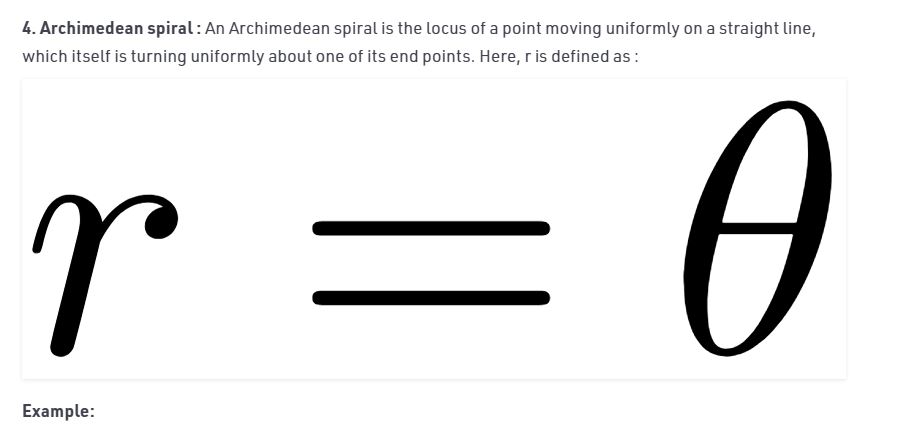 4. Archimedean spiral : An Archimedean spiral is the locus of a point moving uniformly on a straight line,
which itself is turning uniformly about one of its end points. Here, r is defined as :
r = θ
Example: